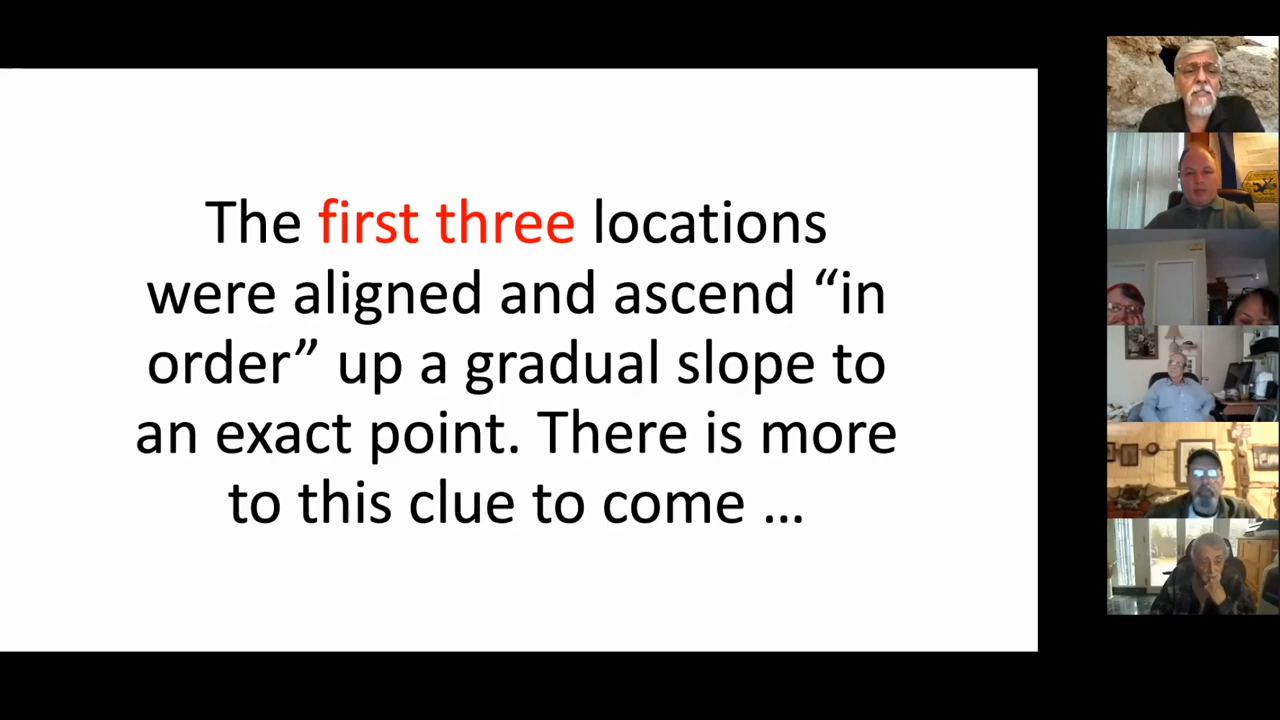 The first three locations
were aligned and ascend “in
order” up a gradual slope to
an exact point. There is more
to this clue to come …